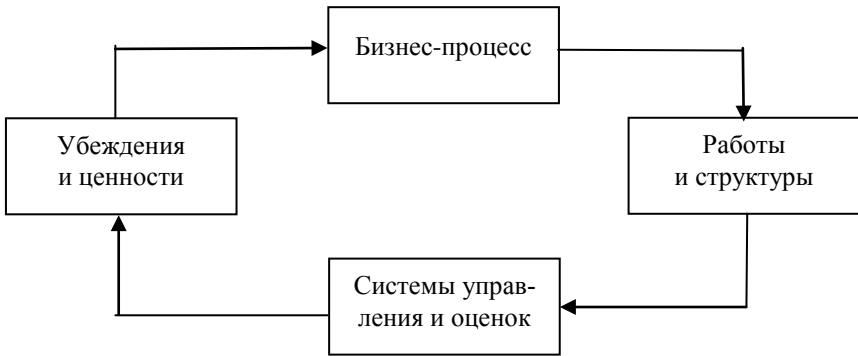 Бизнес-процесс
Убеждения
и ценности
Работы
и структуры
Системы управ-
ления и оценок